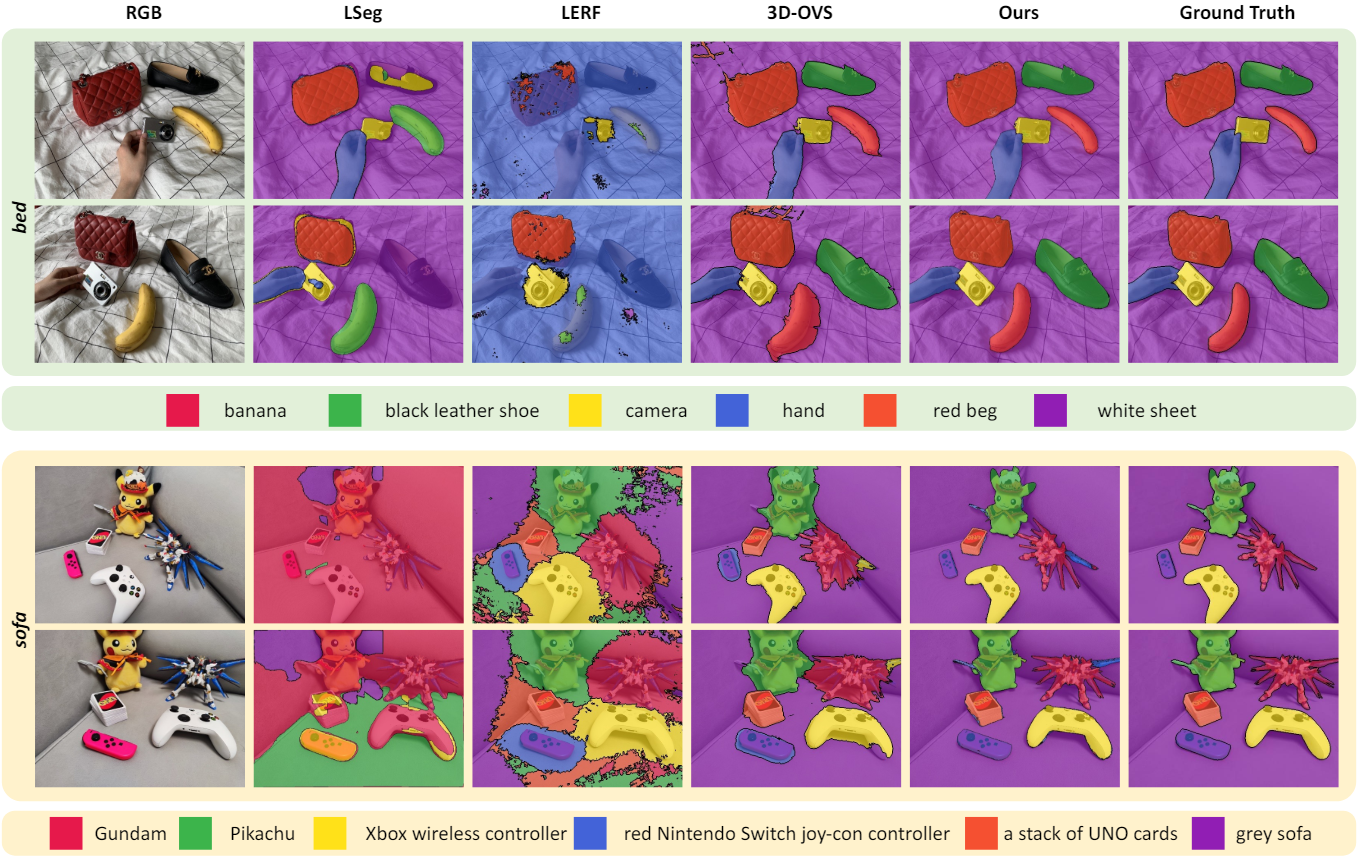 RGB LSeg LERF 3D-OVS Ours Ground Truth
bed
banana black leather shoe camera hand red beg white sheet
sofa
Gundam Pikachu Xbox wireless controller red Nintendo Switch joy-con controller a stack of UNO cards grey sofa